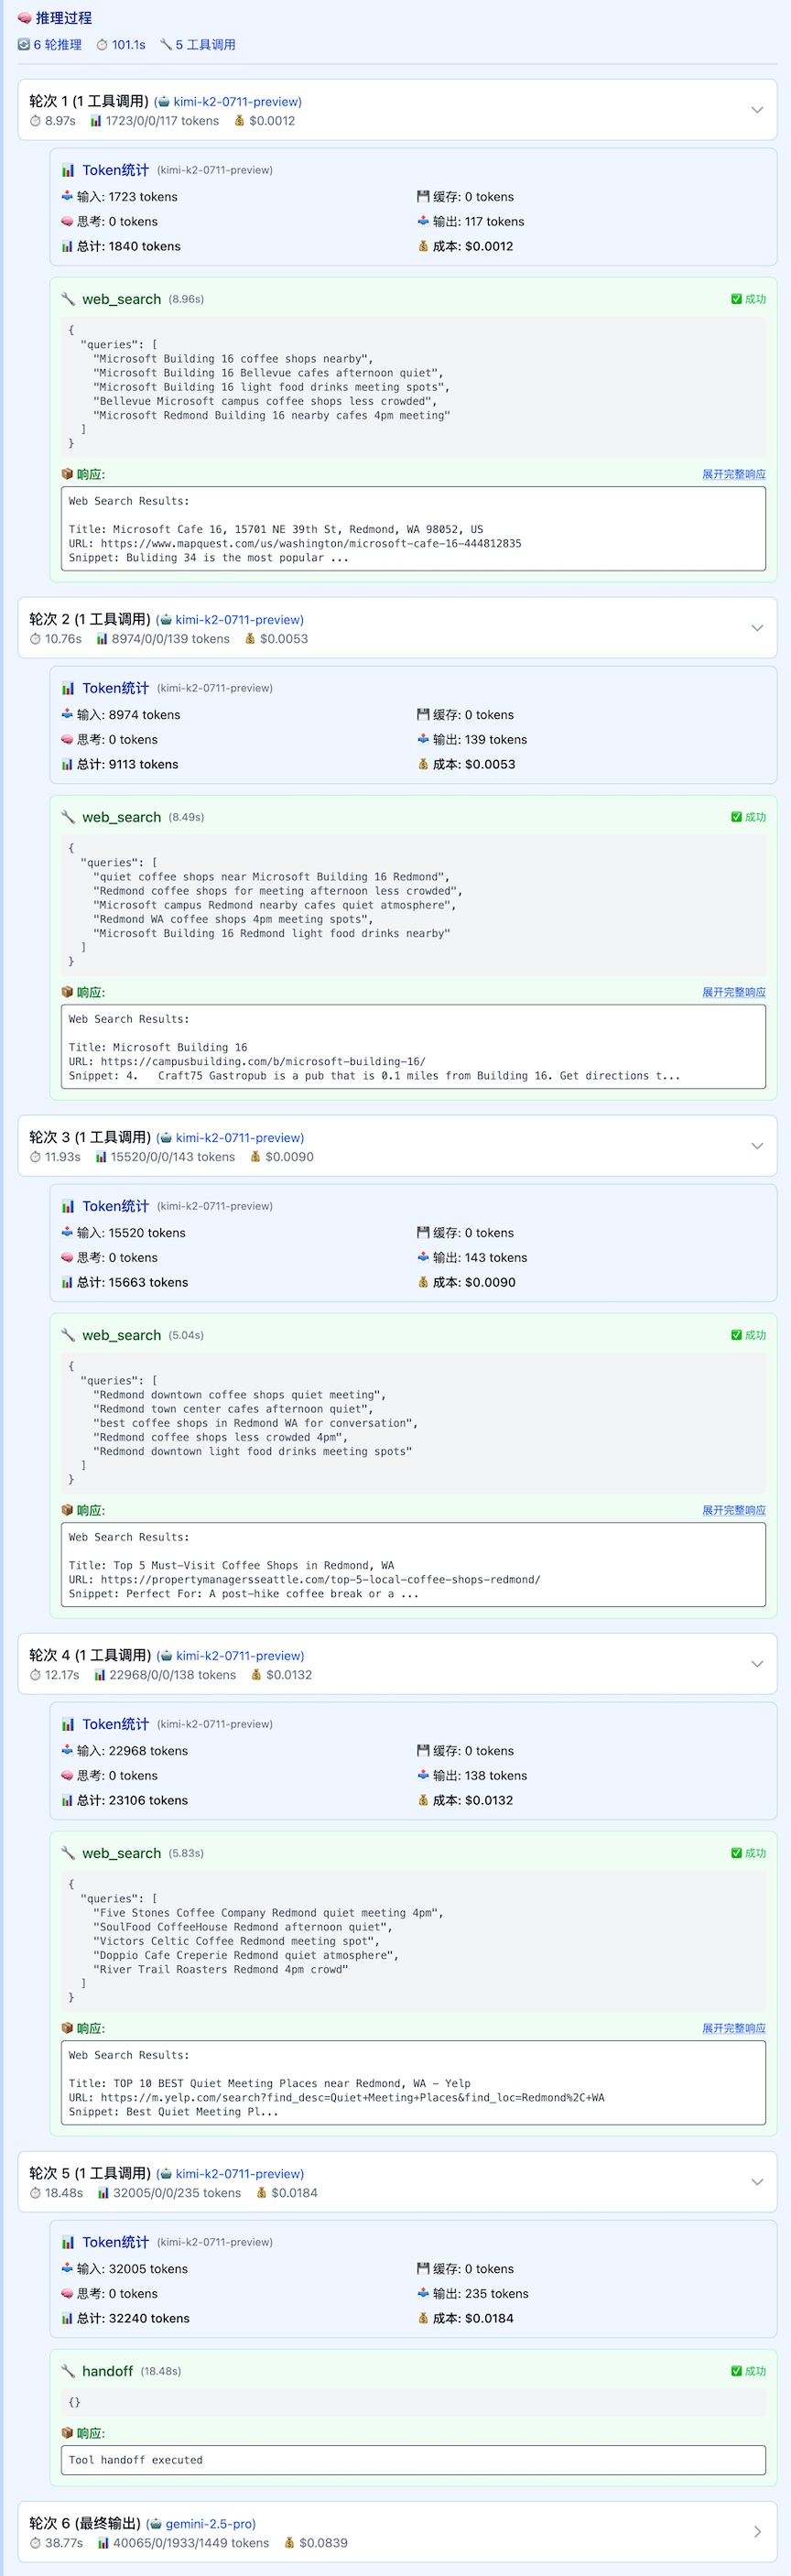 🧠 推理过程
🔄 6 轮推理 ⏱️ 101.1s 🔧 5 工具调用
轮次 1 (1 工具调用) (🤖 kimi-k2-0711-preview)
⏱️ 8.97s 📊 1723/0/0/117 tokens 💰 $0.0012
📊 Token统计 (kimi-k2-0711-preview)
📥 输入: 1723 tokens 💾 缓存: 0 tokens
🧠 思考: 0 tokens 📤 输出: 117 tokens
📊 总计: 1840 tokens 💰 成本: $0.0012
🔧 web_search (8.96s) ✅ 成功
{
"queries": [
"Microsoft Building 16 coffee shops nearby",
"Microsoft Building 16 Bellevue cafes afternoon quiet",
"Microsoft Building 16 light food drinks meeting spots",
"Bellevue Microsoft campus coffee shops less crowded",
"Microsoft Redmond Building 16 nearby cafes 4pm meeting"
]
}
📦 响应: 展开完整响应
Web Search Results:
Title: Microsoft Cafe 16, 15701 NE 39th St, Redmond, WA 98052, US
URL: https://www.mapquest.com/us/washington/microsoft-cafe-16-444812835
Snippet: Buliding 34 is the most popular ...
轮次 2 (1 工具调用) (🤖 kimi-k2-0711-preview)
⏱️ 10.76s 📊 8974/0/0/139 tokens 💰 $0.0053
📊 Token统计 (kimi-k2-0711-preview)
📥 输入: 8974 tokens 💾 缓存: 0 tokens
🧠 思考: 0 tokens 📤 输出: 139 tokens
📊 总计: 9113 tokens 💰 成本: $0.0053
🔧 web_search (8.49s) ✅ 成功
{
"queries": [
"quiet coffee shops near Microsoft Building 16 Redmond",
"Redmond coffee shops for meeting afternoon less crowded",
"Microsoft campus Redmond nearby cafes quiet atmosphere",
"Redmond WA coffee shops 4pm meeting spots",
"Microsoft Building 16 Redmond light food drinks nearby"
]
}
📦 响应: 展开完整响应
Web Search Results:
Title: Microsoft Building 16
URL: https://campusbuilding.com/b/microsoft-building-16/
Snippet: 4. Craft75 Gastropub is a pub that is 0.1 miles from Building 16. Get directions t...
轮次 3 (1 工具调用) (🤖 kimi-k2-0711-preview)
⏱️ 11.93s 📊 15520/0/0/143 tokens 💰 $0.0090
📊 Token统计 (kimi-k2-0711-preview)
📥 输入: 15520 tokens 💾 缓存: 0 tokens
🧠 思考: 0 tokens 📤 输出: 143 tokens
📊 总计: 15663 tokens 💰 成本: $0.0090
🔧 web_search (5.04s) ✅ 成功
{
"queries": [
"Redmond downtown coffee shops quiet meeting",
"Redmond town center cafes afternoon quiet",
"best coffee shops in Redmond WA for conversation",
"Redmond coffee shops less crowded 4pm",
"Redmond downtown light food drinks meeting spots"
]
}
📦 响应: 展开完整响应
Web Search Results:
Title: Top 5 Must-Visit Coffee Shops in Redmond, WA
URL: https://propertymanagersseattle.com/top-5-local-coffee-shops-redmond/
Snippet: Perfect For: A post-hike coffee break or a ...
轮次 4 (1 工具调用) (🤖 kimi-k2-0711-preview)
⏱️ 12.17s 📊 22968/0/0/138 tokens 💰 $0.0132
📊 Token统计 (kimi-k2-0711-preview)
📥 输入: 22968 tokens 💾 缓存: 0 tokens
🧠 思考: 0 tokens 📤 输出: 138 tokens
📊 总计: 23106 tokens 💰 成本: $0.0132
🔧 web_search (5.83s) ✅ 成功
{
"queries": [
"Five Stones Coffee Company Redmond quiet meeting 4pm",
"SoulFood CoffeeHouse Redmond afternoon quiet",
"Victors Celtic Coffee Redmond meeting spot",
"Doppio Cafe Creperie Redmond quiet atmosphere",
"River Trail Roasters Redmond 4pm crowd"
]
}
📦 响应: 展开完整响应
Web Search Results:
Title: TOP 10 BEST Quiet Meeting Places near Redmond, WA - Yelp
URL: https://m.yelp.com/search?find_desc=Quiet+Meeting+Places&find_loc=Redmond%2C+WA
Snippet: Best Quiet Meeting Pl...
轮次 5 (1 工具调用) (🤖 kimi-k2-0711-preview)
⏱️ 18.48s 📊 32005/0/0/235 tokens 💰 $0.0184
📊 Token统计 (kimi-k2-0711-preview)
📥 输入: 32005 tokens 💾 缓存: 0 tokens
🧠 思考: 0 tokens 📤 输出: 235 tokens
📊 总计: 32240 tokens 💰 成本: $0.0184
🔧 handoff (18.48s) ✅ 成功
{}
📦 响应:
Tool handoff executed
轮次 6 (最终输出) (🤖 gemini-2.5-pro)
⏱️ 38.77s 📊 40065/0/1933/1449 tokens 💰 $0.0839